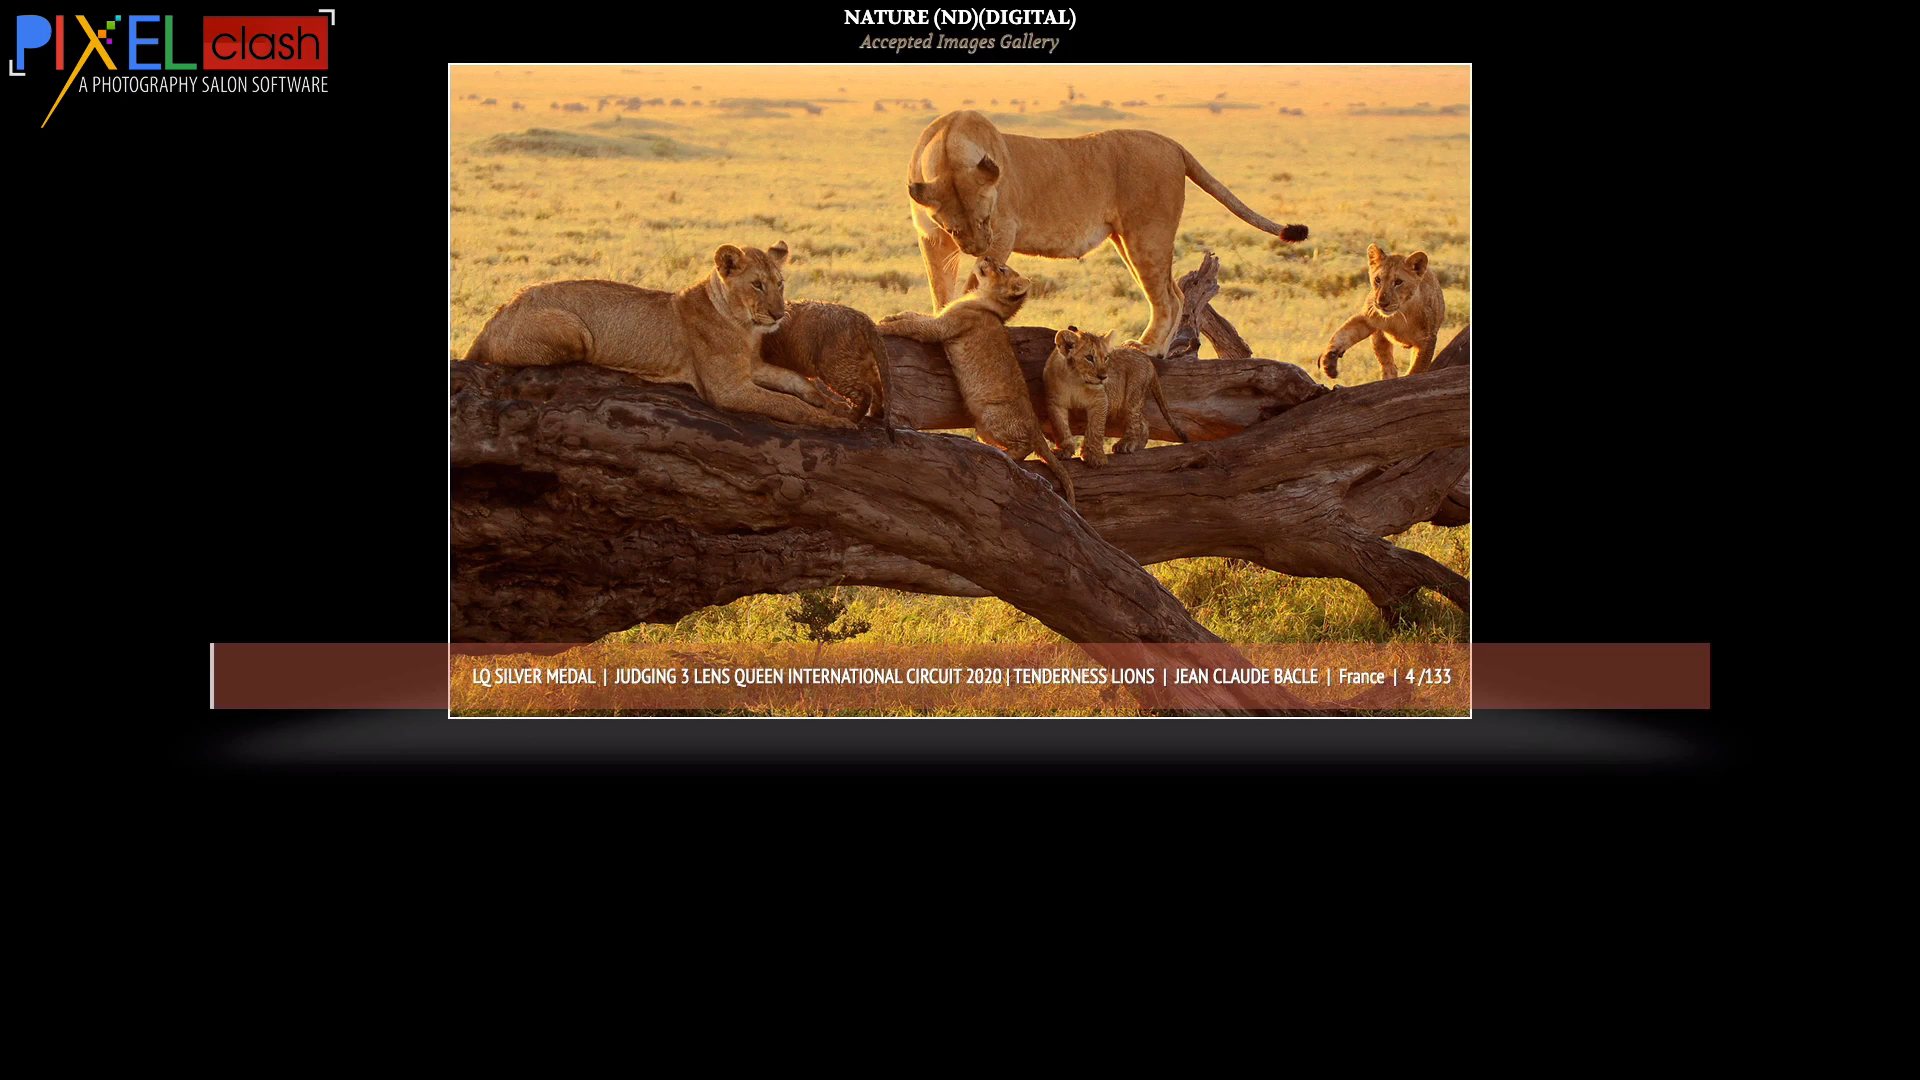 PIXEL clash
A PHOTOGRAPHY SALON SOFTWARE
NATURE (ND)(DIGITAL)
Accepted Images Gallery
LQ SILVER MEDAL | JUDGING 3 LENS QUEEN INTERNATIONAL CIRCUIT 2020 | TENDERNESS LIONS | JEAN CLAUDE BACLE | France | 4 /133